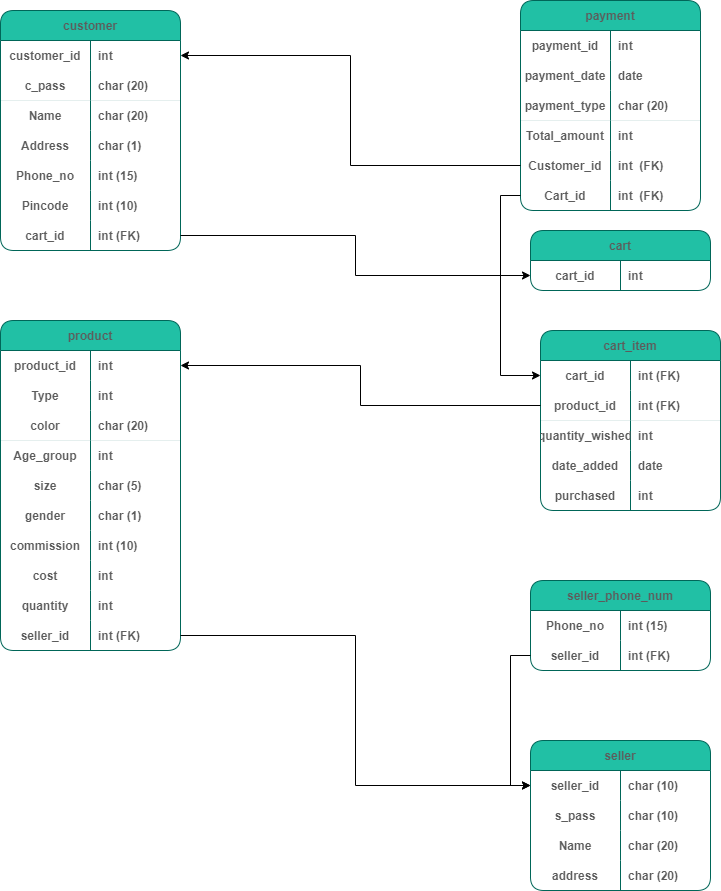 customer
customer_id int
c_pass char (20)
Name char (20)
Address char (1)
Phone_no int (15)
Pincode int (10)
cart_id int (FK)
payment
payment_id int
payment_date date
payment_type char (20)
Total_amount int
Customer_id int (FK)
Cart_id int (FK)
cart
cart_id int
product
product_id int
Type int
color char (20)
Age_group int
size char (5)
gender char (1)
commission int (10)
cost int
quantity int
seller_id int (FK)
cart_item
cart_id int (FK)
product_id int (FK)
quantity_wished int
date_added date
purchased int
seller_phone_num
Phone_no int (15)
seller_id int (FK)
seller
seller_id char (10)
s_pass char (10)
Name char (20)
address char (20)